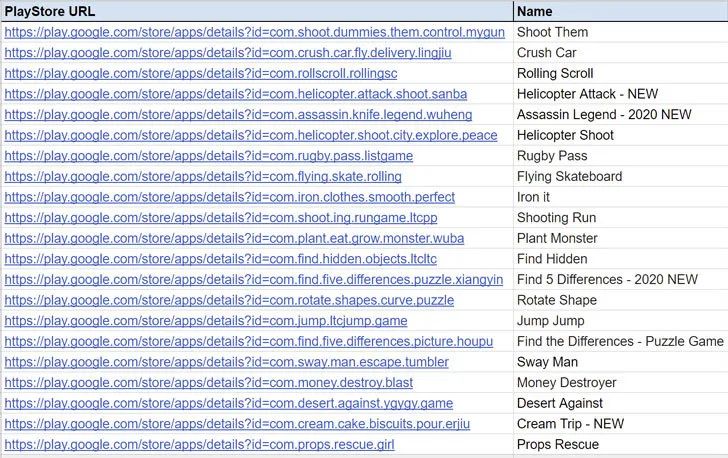 PlayStore URL Name
https://play.google.com/store/apps/details?id=com.shoot.dummies.them.control.mygun Shoot Them
https://play.google.com/store/apps/details?id=com.crush.car.fly.delivery.lingjiu Crush Car
https://play.google.com/store/apps/details?id=com.rollscroll.rollingsc Rolling Scroll
https://play.google.com/store/apps/details?id=com.helicopter.attack.shoot.sanba Helicopter Attack - NEW
https://play.google.com/store/apps/details?id=com.assassin.knife.legend.wuheng Assassin Legend - 2020 NEW
https://play.google.com/store/apps/details?id=com.helicopter.shoot.city.explore.peace Helicopter Shoot
https://play.google.com/store/apps/details?id=com.rugby.pass.listgame Rugby Pass
https://play.google.com/store/apps/details?id=com.flying.skate.rolling Flying Skateboard
https://play.google.com/store/apps/details?id=com.iron.clothes.smooth.perfect Iron it
https://play.google.com/store/apps/details?id=com.shoot.ing.rungame.ltcpp Shooting Run
https://play.google.com/store/apps/details?id=com.plant.eat.grow.monster.wuba Plant Monster
https://play.google.com/store/apps/details?id=com.find.hidden.objects.ltcltc Find Hidden
https://play.google.com/store/apps/details?id=com.find.five.differences.puzzle.xiangyin Find 5 Differences - 2020 NEW
https://play.google.com/store/apps/details?id=com.rotate.shapes.curve.puzzle Rotate Shape
https://play.google.com/store/apps/details?id=com.jump.ltcjump.game Jump Jump
https://play.google.com/store/apps/details?id=com.find.five.differences.picture.houpu Find the Differences - Puzzle Game
https://play.google.com/store/apps/details?id=com.sway.man.escape.tumbler Sway Man
https://play.google.com/store/apps/details?id=com.money.destroy.blast Money Destroyer
https://play.google.com/store/apps/details?id=com.desert.against.ygygy.game Desert Against
https://play.google.com/store/apps/details?id=com.cream.cake.biscuits.pour.erjiu Cream Trip - NEW
https://play.google.com/store/apps/details?id=com.props.rescue.girl Props Rescue